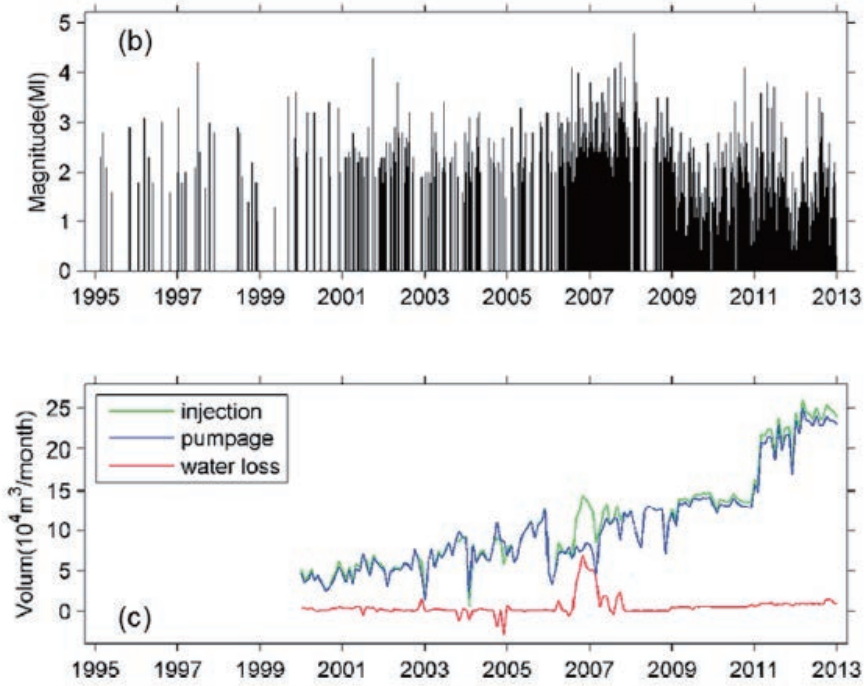 (b)
Magnitude(Ml)
5
4
3
2
1
0
1995 1997 1999 2001 2003 2005 2007 2009 2011 2013
injection
pumpage
water loss
Volum(10⁴m³/month)
25
20
15
10
5
0
(c)
1995 1997 1999 2001 2003 2005 2007 2009 2011 2013